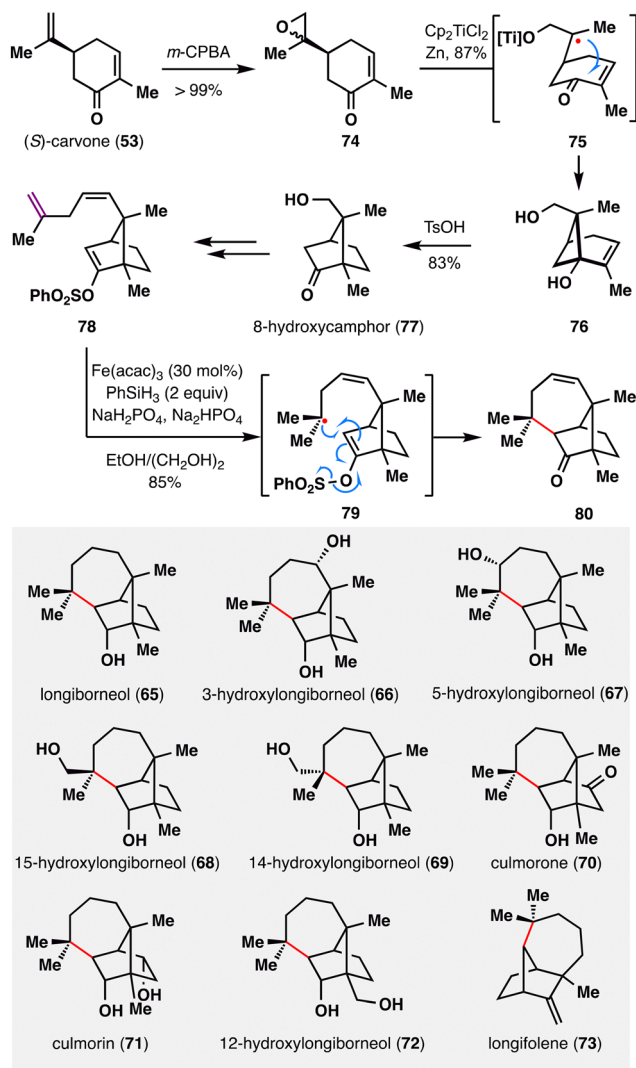 O
Me
O
(S)-carvone (53)
m-CPBA
> 99%
O
Me
Me
O
74
Cp₂TiCl₂
Zn, 87%
[Ti]O
Me
O
Me
75
Me
PhO₂SO
Me
Me
78
HO
Me
O
Me
8-hydroxycamphor (77)
TsOH
83%
HO
Me
HO
Me
76
Fe(acac)₃ (30 mol%)
PhSiH₃ (2 equiv)
NaH₂PO₄, Na₂HPO₄
EtOH/(CH₂OH)₂
85%
Me
Me
Me
Me
PhO₂S
O
79
Me
Me
Me
O
Me
80
Me
Me
Me
Me
OH
longiborneol (65)
OH
Me
Me
Me
Me
OH
3-hydroxylongiborneol (66)
HO
Me
Me
Me
Me
OH
5-hydroxylongiborneol (67)
HO
Me
Me
Me
OH
15-hydroxylongiborneol (68)
HO
Me
Me
Me
OH
14-hydroxylongiborneol (69)
Me
Me
Me
O
OH
Me
culmorone (70)
Me
Me
Me
OH
Me
OH
culmorin (71)
Me
Me
Me
OH
OH
12-hydroxylongiborneol (72)
Me
Me
Me
longifolene (73)